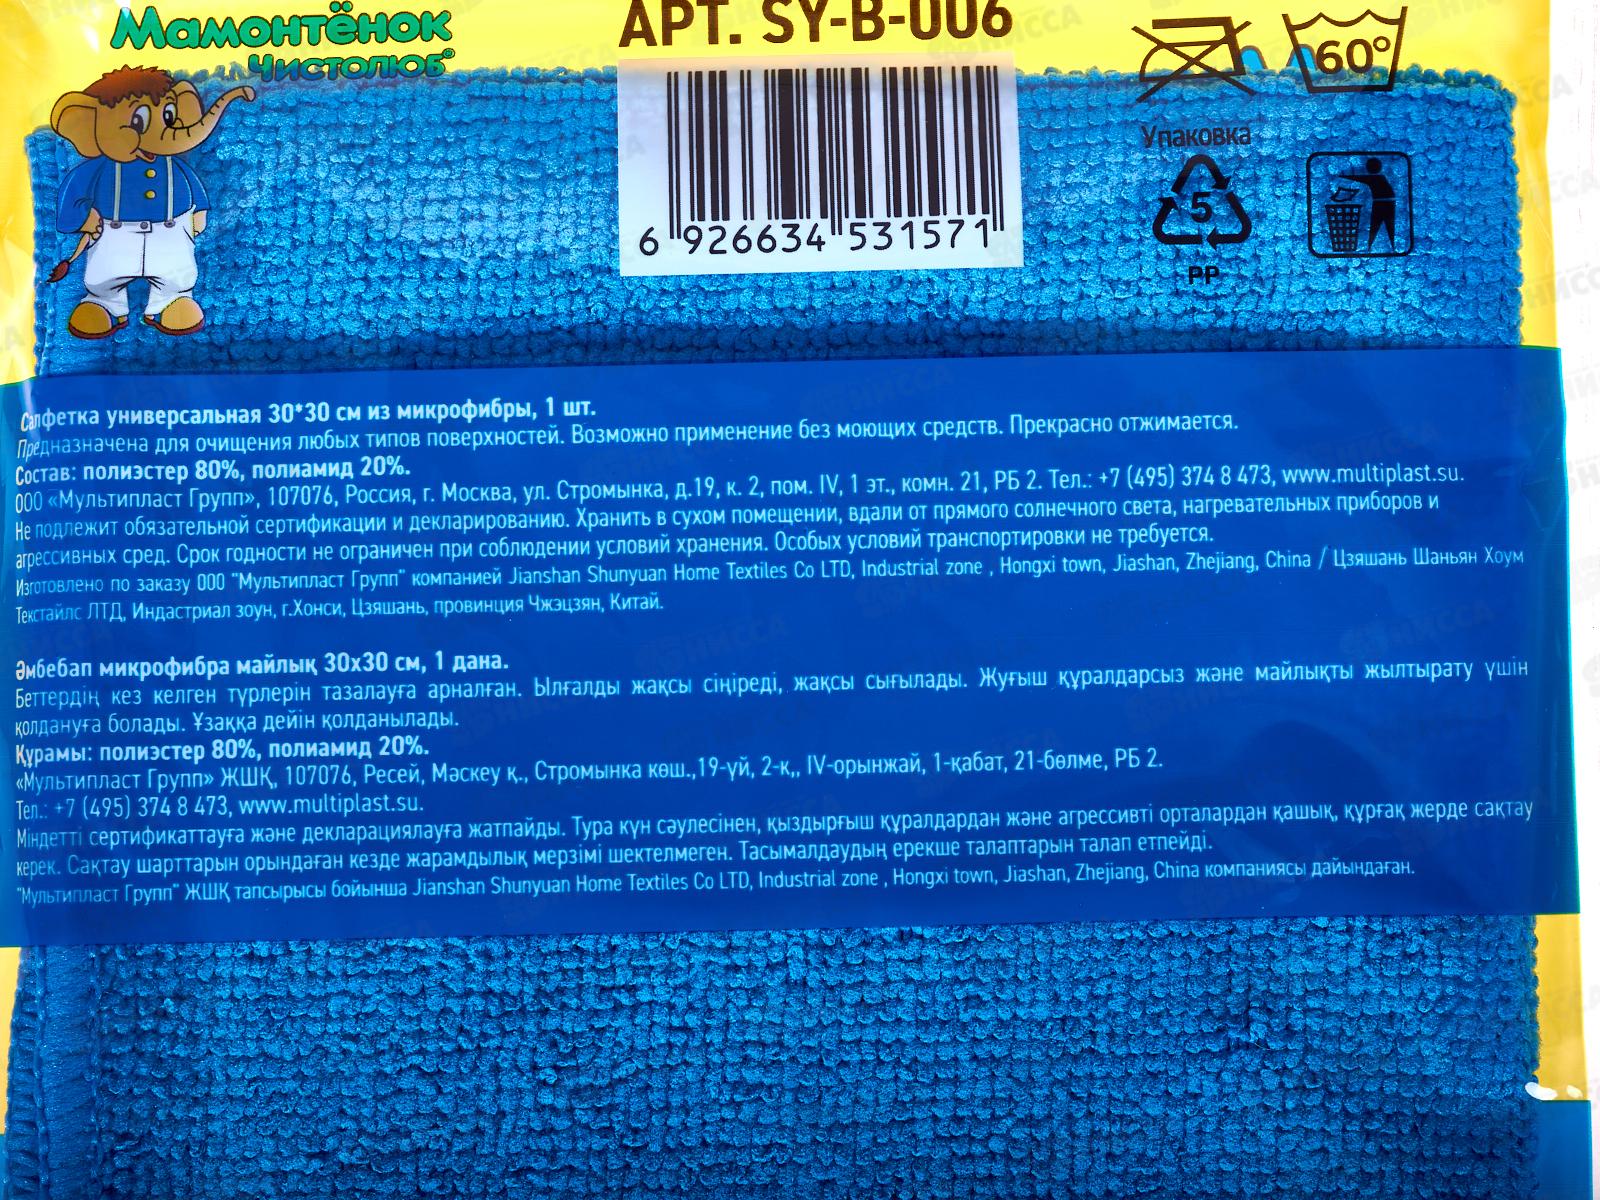 Мамонтёнок
Чистолюб®
АРТ. SY-B-006
60°
Упаковка
5
PP
6 926634 531571
Салфетка универсальная 30*30 см из микрофибры, 1 шт.
Предназначена для очищения любых типов поверхностей. Возможно применение без моющих средств. Прекрасно отжимается.
Состав: полиэстер 80%, полиамид 20%.
ООО «Мультипласт Групп», 107076, Россия, г. Москва, ул. Стромынка, д.19, к. 2, пом. IV, 1 эт., комн. 21, РБ 2. Тел.: +7 (495) 374 8 473, www.multiplast.su.
Не подлежит обязательной сертификации и декларированию. Хранить в сухом помещении, вдали от прямого солнечного света, нагревательных приборов и
агрессивных сред. Срок годности не ограничен при соблюдении условий хранения. Особых условий транспортировки не требуется.
Изготовлено по заказу ООО "Мультипласт Групп" компанией Jianshan Shunyuan Home Textiles Co LTD, Industrial zone , Hongxi town, Jiashan, Zhejiang, China / Цзяшань Шаньян Хоум
Текстайлс ЛТД, Индастриал зоун, г.Хонси, Цзяшань, провинция Чжэцзян, Китай.
Әмбебап микрофибра майлық 30х30 см, 1 дана.
Беттердің кез келген түрлерін тазалауға арналған. Ылғалды жақсы сіңіреді, жақсы сығылады. Жуғыш құралдарсыз және майлықты жылтырату үшін
қолдануға болады. Ұзаққа дейін қолданылады.
Құрамы: полиэстер 80%, полиамид 20%.
«Мультипласт Групп» ЖШҚ, 107076, Ресей, Мәскеу қ., Стромынка көш.,19-үй, 2-к,, IV-орынжай, 1-қабат, 21-бөлме, РБ 2.
Тел.: +7 (495) 374 8 473, www.multiplast.su.
Міндетті сертификаттауға және декларациялауға жатпайды. Тура күн сәулесінен, қыздырғыш құралдардан және агрессивті орталардан қашық, құрғақ жерде сақтау
керек. Сақтау шарттарын орындаған кезде жарамдылық мерзімі шектелмеген. Тасымалдаудың ерекше талаптарын талап етпейді.
"Мультипласт Групп" ЖШҚ тапсырысы бойынша Jianshan Shunyuan Home Textiles Co LTD, Industrial zone , Hongxi town, Jiashan, Zhejiang, China компаниясы дайындаған.